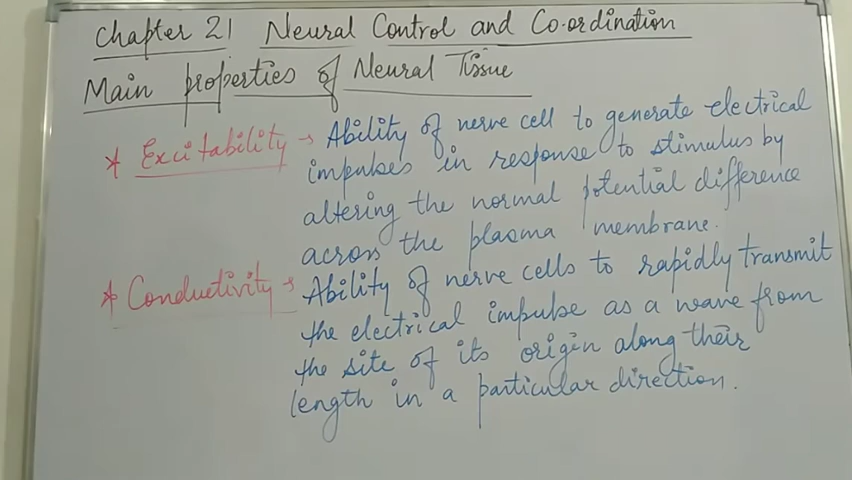 Chapter 21 Neural Control and Co-ordination
Main properties of Neural Tissue
* Excitability → Ability of nerve cell to generate electrical
impulses in response to stimulus by
altering the normal potential difference
across the plasma membrane.
* Conductivity → Ability of nerve cells to rapidly transmit
the electrical impulse as a wave from
the site of its origin along their
length in a particular direction.